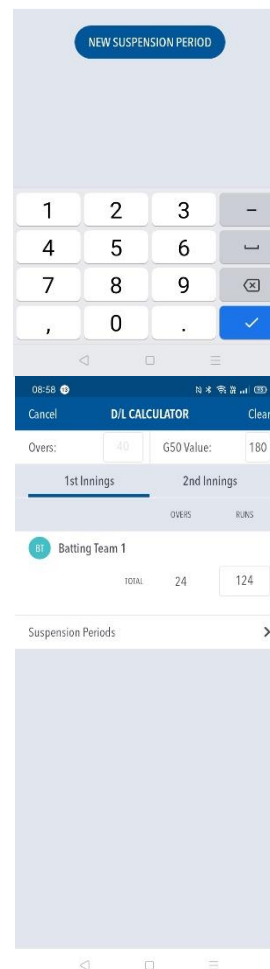 NEW SUSPENSION PERIOD
1 2 3 –
4 5 6
7 8 9
, 0 .
08:58
Cancel D/L CALCULATOR Clear
Overs: 40 G50 Value: 180
1st Innings 2nd Innings
OVERS RUNS
BT Batting Team 1
TOTAL 24 124
Suspension Periods